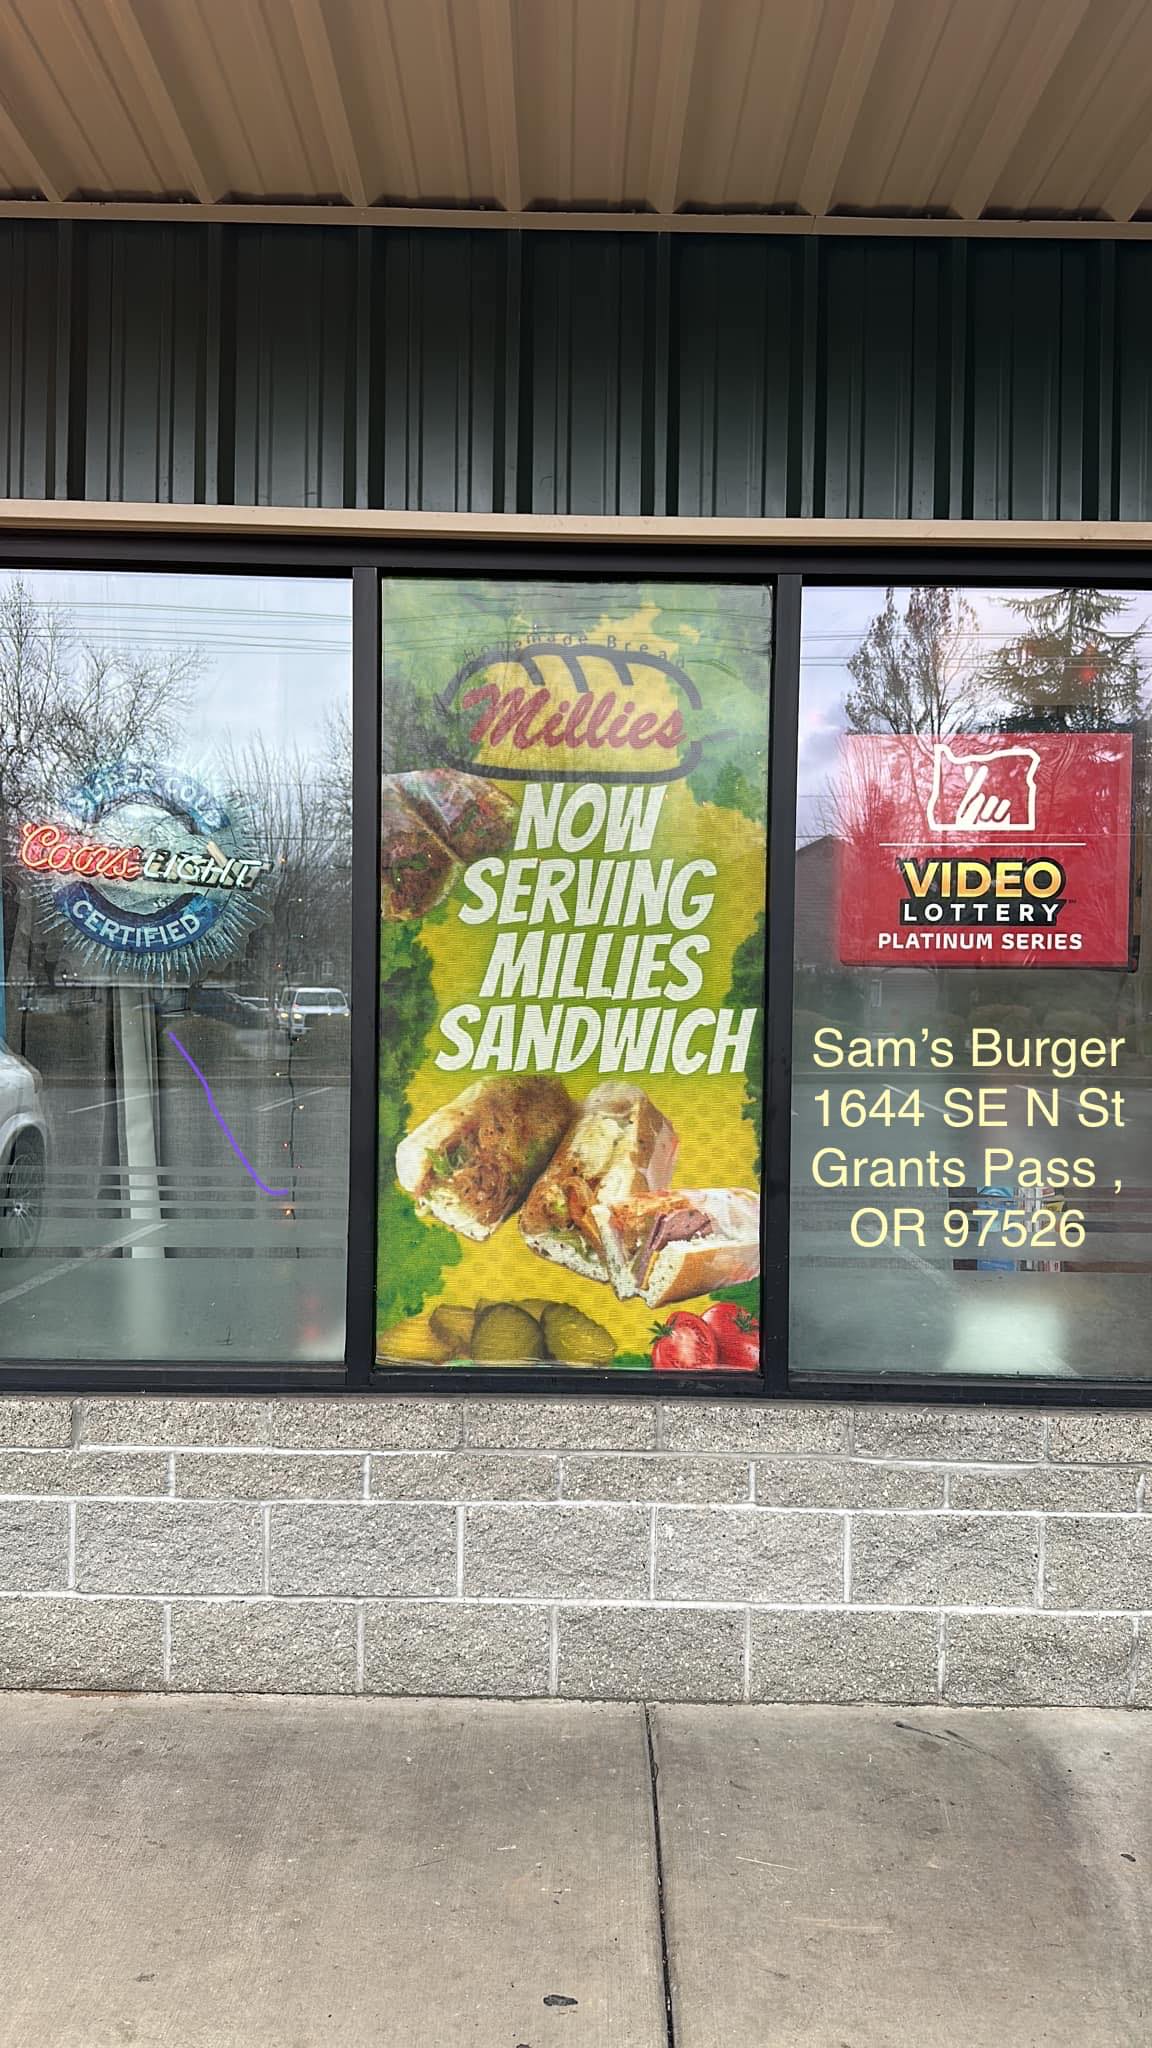 Homemade Bread
Millies
NOW
SERVING
MILLIES
SANDWICH
SUPER COLD
Coors LIGHT
CERTIFIED
VIDEO
LOTTERY
PLATINUM SERIES
Sam’s Burger
1644 SE N St
Grants Pass ,
OR 97526